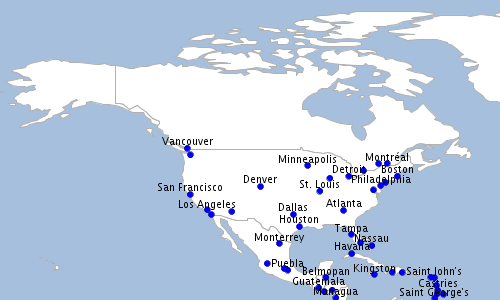 Vancouver
Minneapolis
Montréal
Detroit
Boston
San Francisco
Denver
St. Louis
Philadelphia
Los Angeles
Dallas
Atlanta
Houston
Tampa
Monterrey
Nassau
Havana
Puebla
Belmopan
Kingston
Saint John's
Guatemala
Castries
Managua
Saint George's